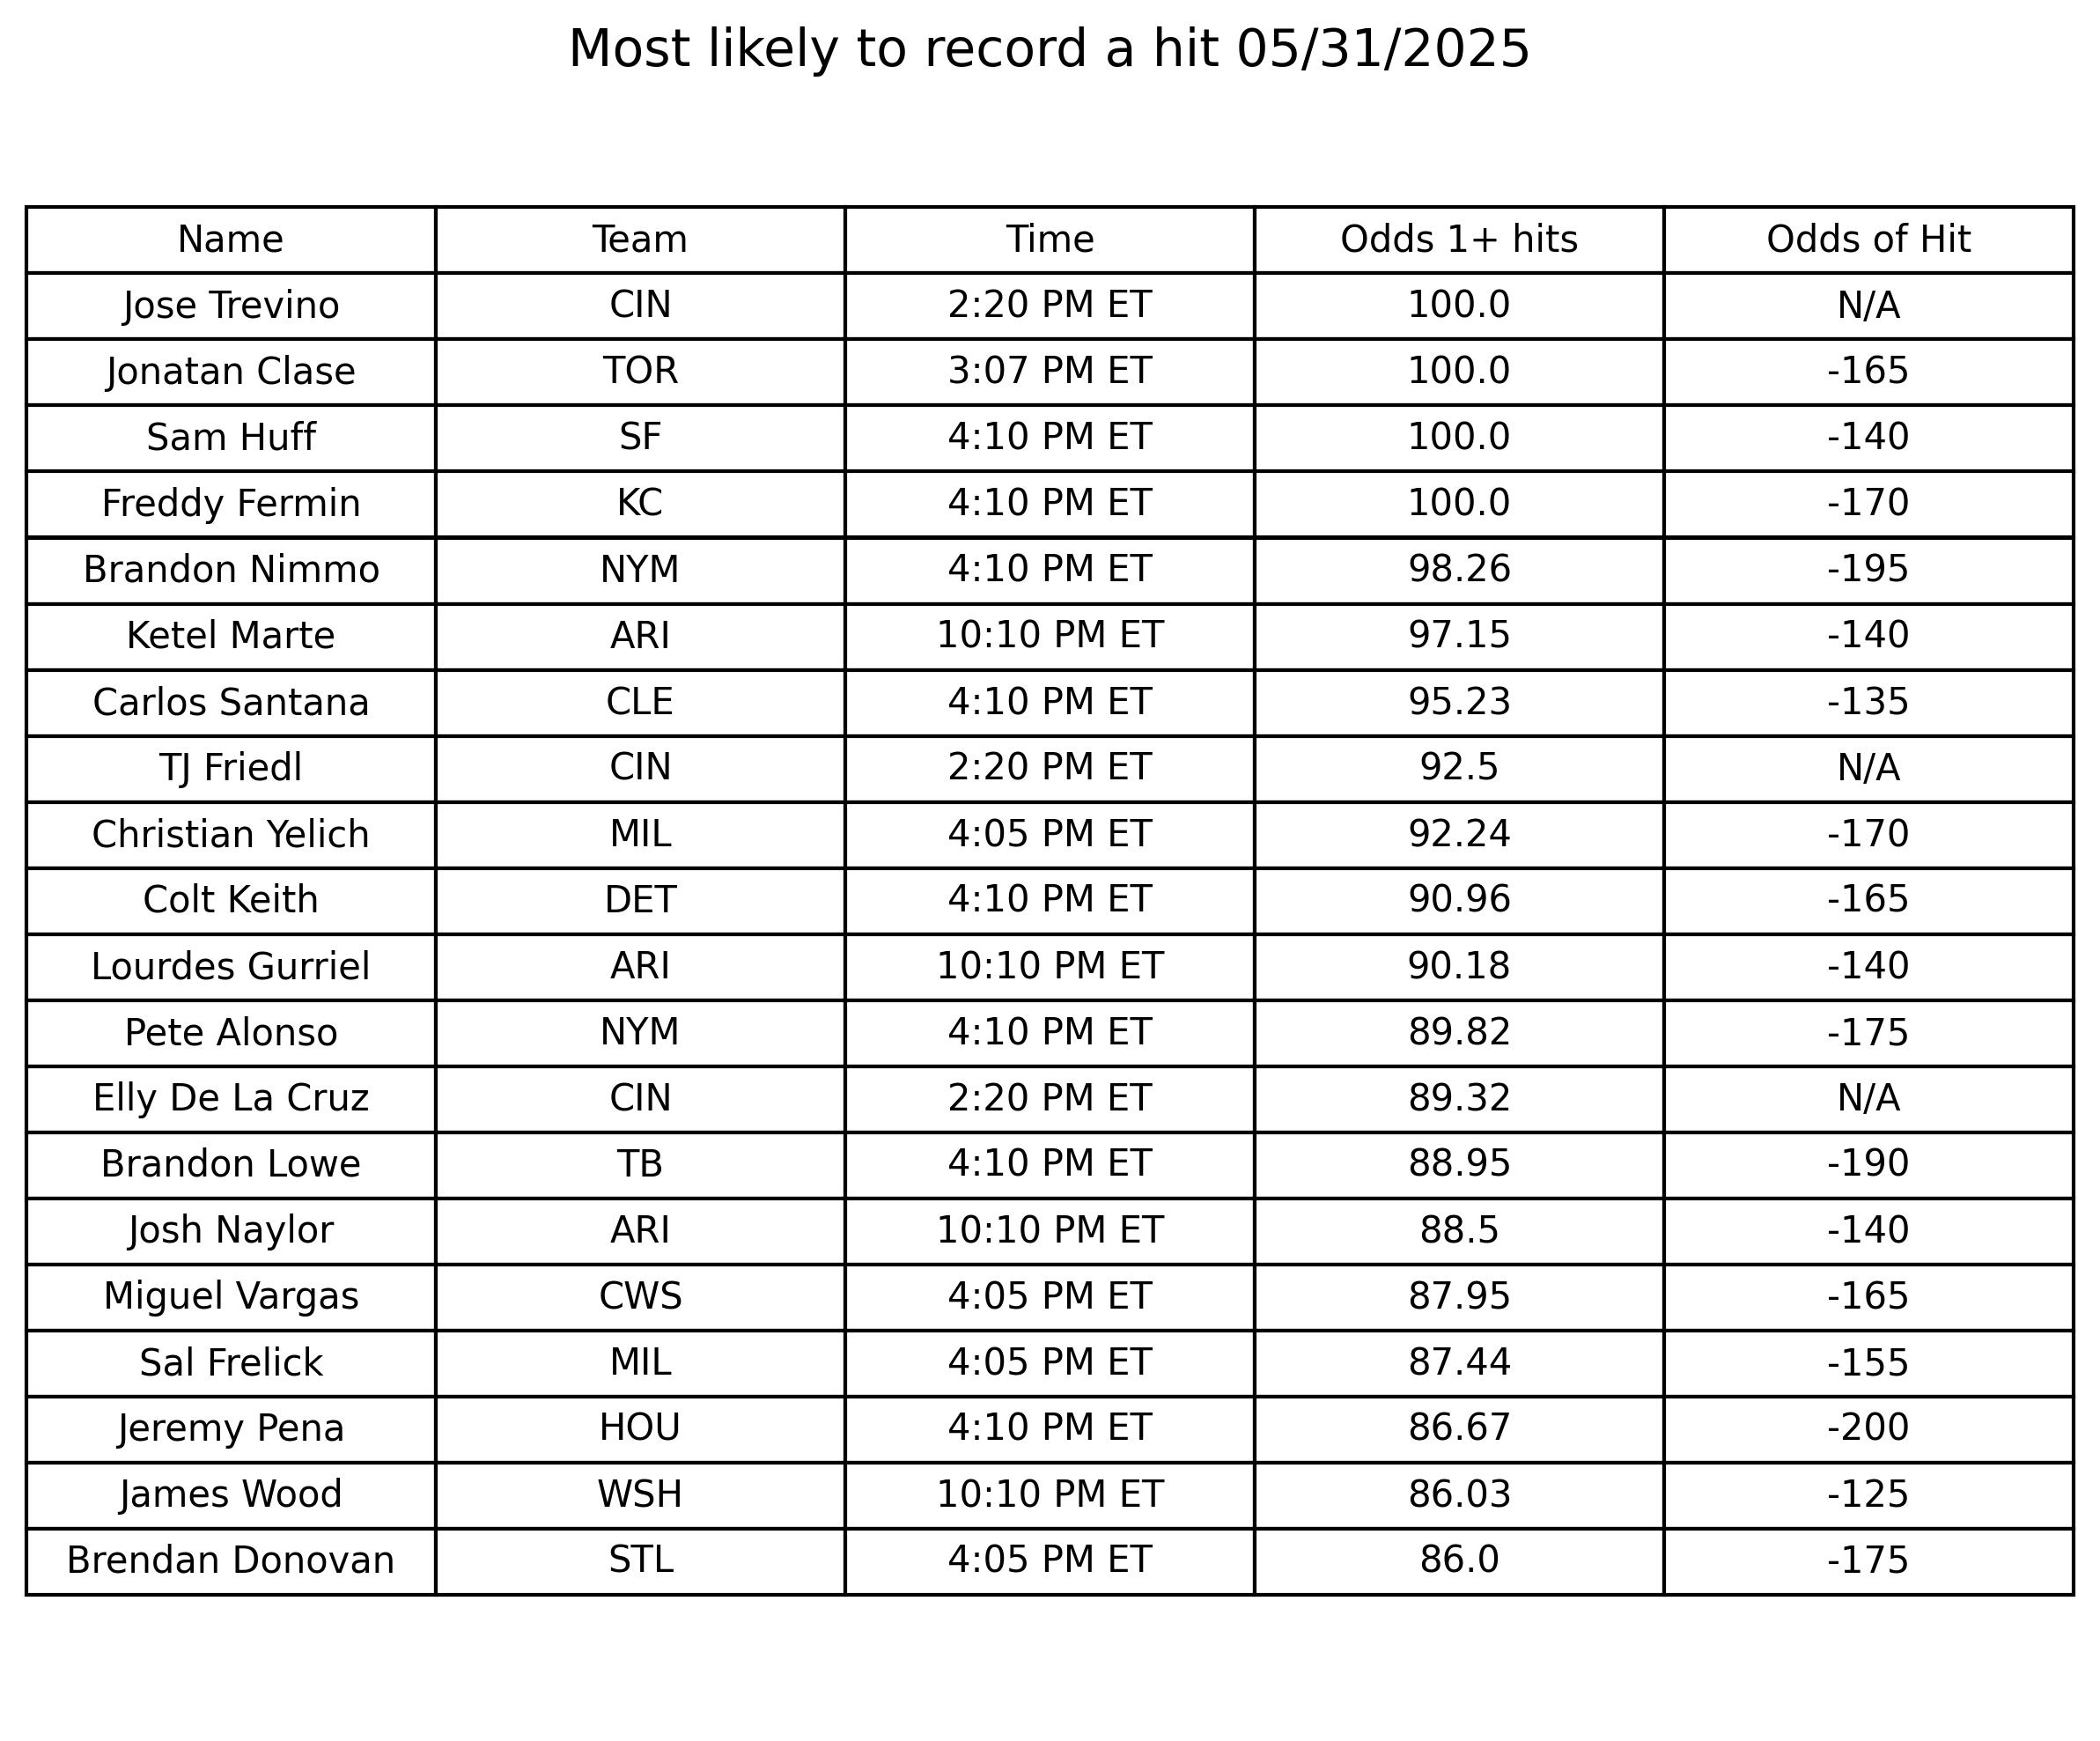 Most likely to record a hit 05/31/2025
Name Team Time Odds 1+ hits Odds of Hit
Jose Trevino CIN 2:20 PM ET 100.0 N/A
Jonatan Clase TOR 3:07 PM ET 100.0 -165
Sam Huff SF 4:10 PM ET 100.0 -140
Freddy Fermin KC 4:10 PM ET 100.0 -170
Brandon Nimmo NYM 4:10 PM ET 98.26 -195
Ketel Marte ARI 10:10 PM ET 97.15 -140
Carlos Santana CLE 4:10 PM ET 95.23 -135
TJ Friedl CIN 2:20 PM ET 92.5 N/A
Christian Yelich MIL 4:05 PM ET 92.24 -170
Colt Keith DET 4:10 PM ET 90.96 -165
Lourdes Gurriel ARI 10:10 PM ET 90.18 -140
Pete Alonso NYM 4:10 PM ET 89.82 -175
Elly De La Cruz CIN 2:20 PM ET 89.32 N/A
Brandon Lowe TB 4:10 PM ET 88.95 -190
Josh Naylor ARI 10:10 PM ET 88.5 -140
Miguel Vargas CWS 4:05 PM ET 87.95 -165
Sal Frelick MIL 4:05 PM ET 87.44 -155
Jeremy Pena HOU 4:10 PM ET 86.67 -200
James Wood WSH 10:10 PM ET 86.03 -125
Brendan Donovan STL 4:05 PM ET 86.0 -175